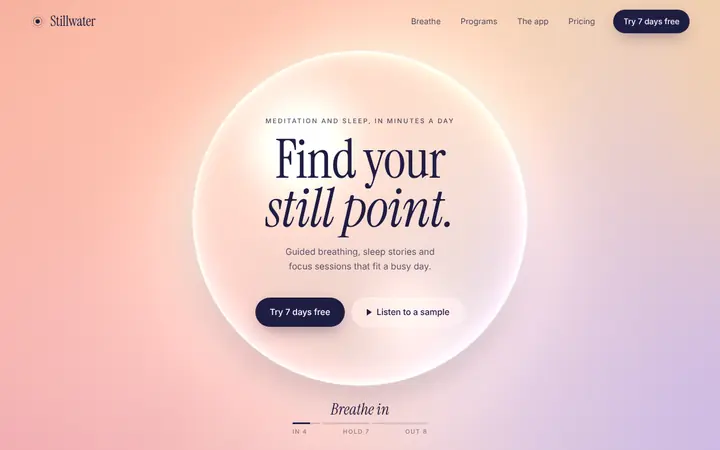 Stillwater
Breathe
Programs
The app
Pricing
Try 7 days free
MEDITATION AND SLEEP, IN MINUTES A DAY
Find your
still point.
Guided breathing, sleep stories and
focus sessions that fit a busy day.
Try 7 days free
Listen to a sample
Breathe in
IN 4
HOLD 7
OUT 8